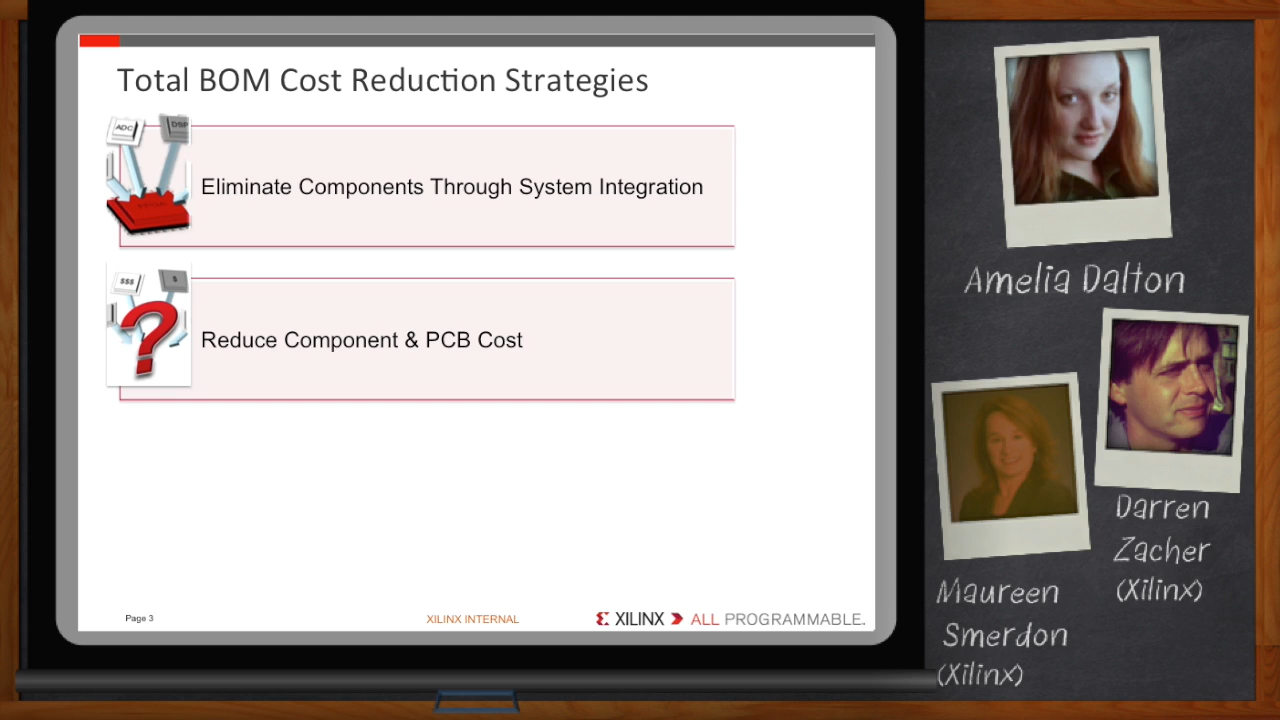 Total BOM Cost Reduction Strategies
ADC
DSP
Eliminate Components Through System Integration
$$$
$
Reduce Component & PCB Cost
Page 3
XILINX INTERNAL
XILINX ALL PROGRAMMABLE.
Amelia Dalton
Darren
Zacher
(Xilinx)
Maureen
Smerdon
(Xilinx)